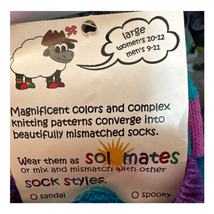 large
women's 10-12
men's 9-11
Magnificent colors and complex
knitting patterns converge into
beautifully mismatched socks.
Wear them as solmates
or mix and mismatch with other
sock styles.
sandal
spooky